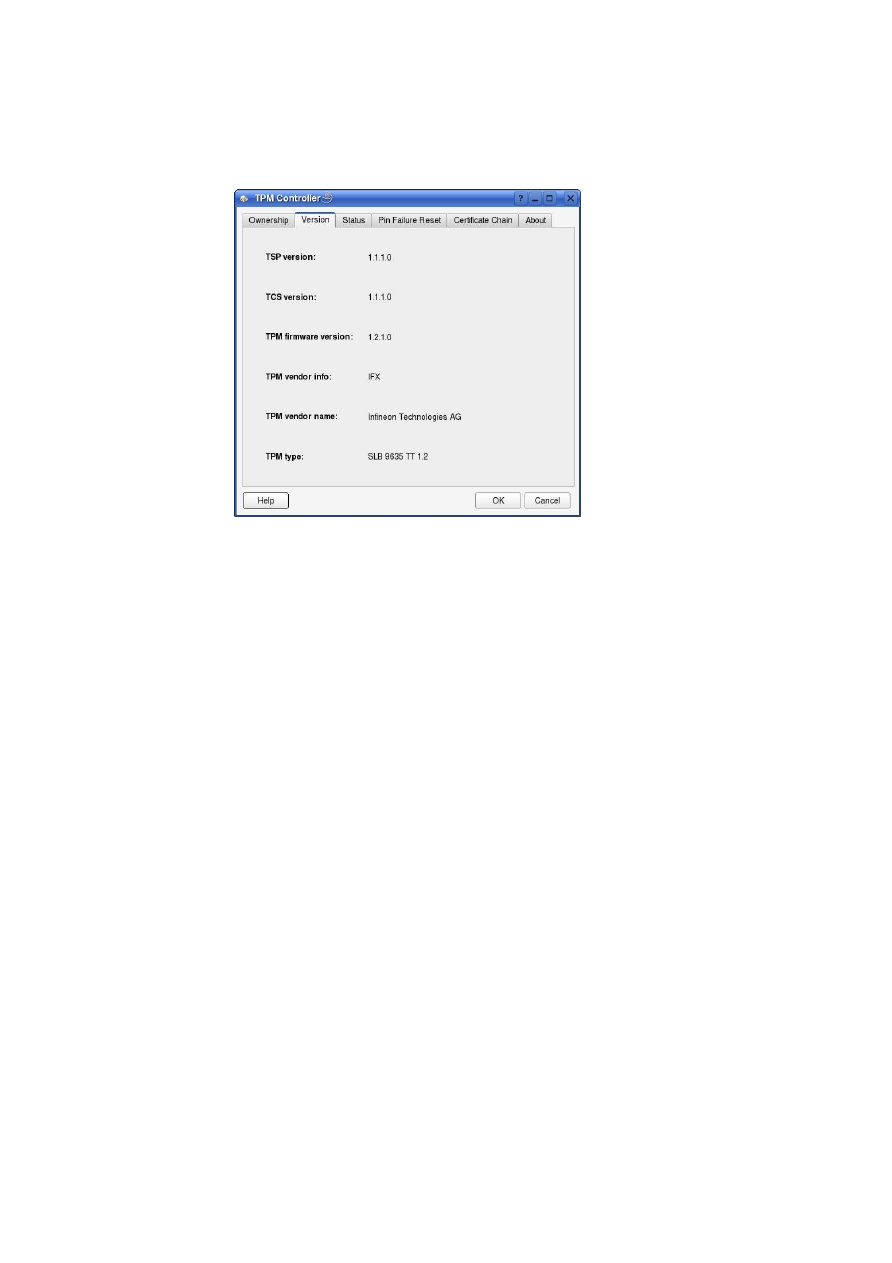 TPM Controller
Ownership Version Status Pin Failure Reset Certificate Chain About
TSP version: 1.1.1.0
TCS version: 1.1.1.0
TPM firmware version: 1.2.1.0
TPM vendor info: IFX
TPM vendor name: Infineon Technologies AG
TPM type: SLB 9635 TT 1.2
Help OK Cancel